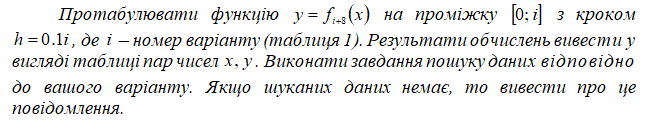 Протабулювати функцію y = f_{i+8}(x) на проміжку [0; i] з кроком
h = 0.1i, де i – номер варіанту (таблиця 1). Результати обчислень вивести у
вигляді таблиці пар чисел x, y. Виконати завдання пошуку даних відповідно
до вашого варіанту. Якщо шуканих даних немає, то вивести про це
повідомлення.